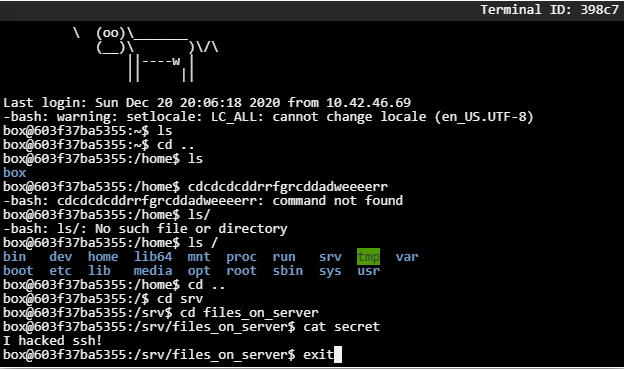 Terminal ID: 398c7
\  (oo)\_______
   (__)\       )\/\
       ||----w |
       ||     ||
Last login: Sun Dec 20 20:06:18 2020 from 10.42.46.69
-bash: warning: setlocale: LC_ALL: cannot change locale (en_US.UTF-8)
box@603f37ba5355:~$ ls
box@603f37ba5355:~$ cd ..
box@603f37ba5355:/home$ ls
box
box@603f37ba5355:/home$ cdcdcdcddrrfgrcddadweeeerr
-bash: cdcdcdcddrrfgrcddadweeeerr: command not found
box@603f37ba5355:/home$ ls/
-bash: ls/: No such file or directory
box@603f37ba5355:/home$ ls /
bin   dev  home  lib64  mnt  proc  run   srv  tmp  var
boot  etc  lib   media  opt  root  sbin  sys  usr
box@603f37ba5355:/home$ cd ..
box@603f37ba5355:/$ cd srv
box@603f37ba5355:/srv$ cd files_on_server
box@603f37ba5355:/srv/files_on_server$ cat secret
I hacked ssh!
box@603f37ba5355:/srv/files_on_server$ exit